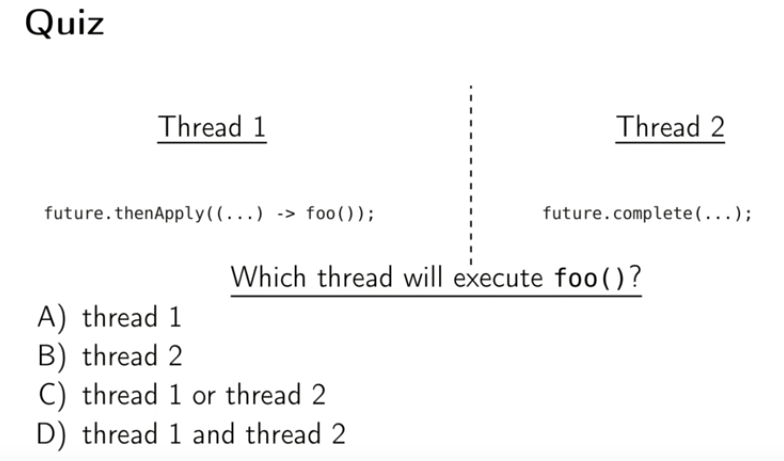 Quiz
Thread 1
Thread 2
future.thenApply((...) -> foo());
future.complete(...);
Which thread will execute foo()?
A) thread 1
B) thread 2
C) thread 1 or thread 2
D) thread 1 and thread 2